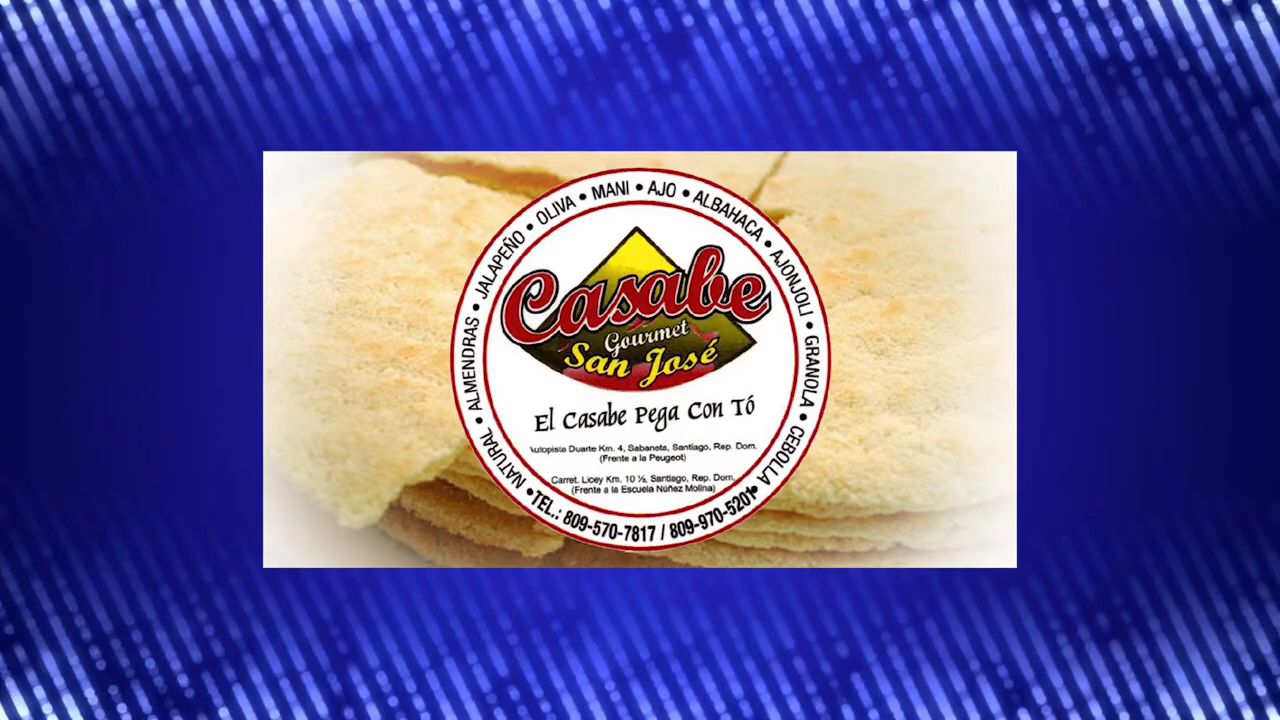 NATURAL • ALMENDRAS • JALAPEÑO • OLIVA • MANI • AJO • ALBAHACA • AJONJOLI • GRANOLA • CEBOLLA
Casabe
Gourmet
San José
El Casabe Pega Con Tó
Autopista Duarte Km. 4, Sabaneta, Santiago, Rep. Dom.
(Frente a la Peugeot)
Carret. Licey Km. 10 ½, Santiago, Rep. Dom.
(Frente a la Escuela Núñez Molina)
• TEL.: 809-570-7817 / 809-970-5201 •